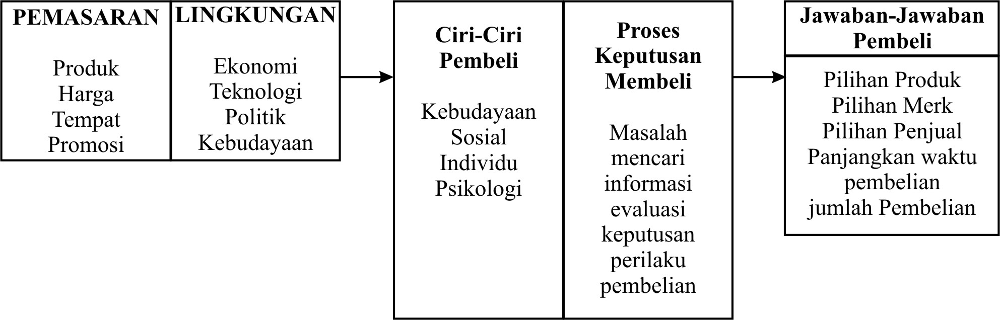 PEMASARAN
Produk
Harga
Tempat
Promosi
LINGKUNGAN
Ekonomi
Teknologi
Politik
Kebudayaan
Ciri-Ciri
Pembeli
Kebudayaan
Sosial
Individu
Psikologi
Proses
Keputusan
Membeli
Masalah
mencari
informasi
evaluasi
keputusan
perilaku
pembelian
Jawaban-Jawaban
Pembeli
Pilihan Produk
Pilihan Merk
Pilihan Penjual
Panjangkan waktu
pembelian
jumlah Pembelian